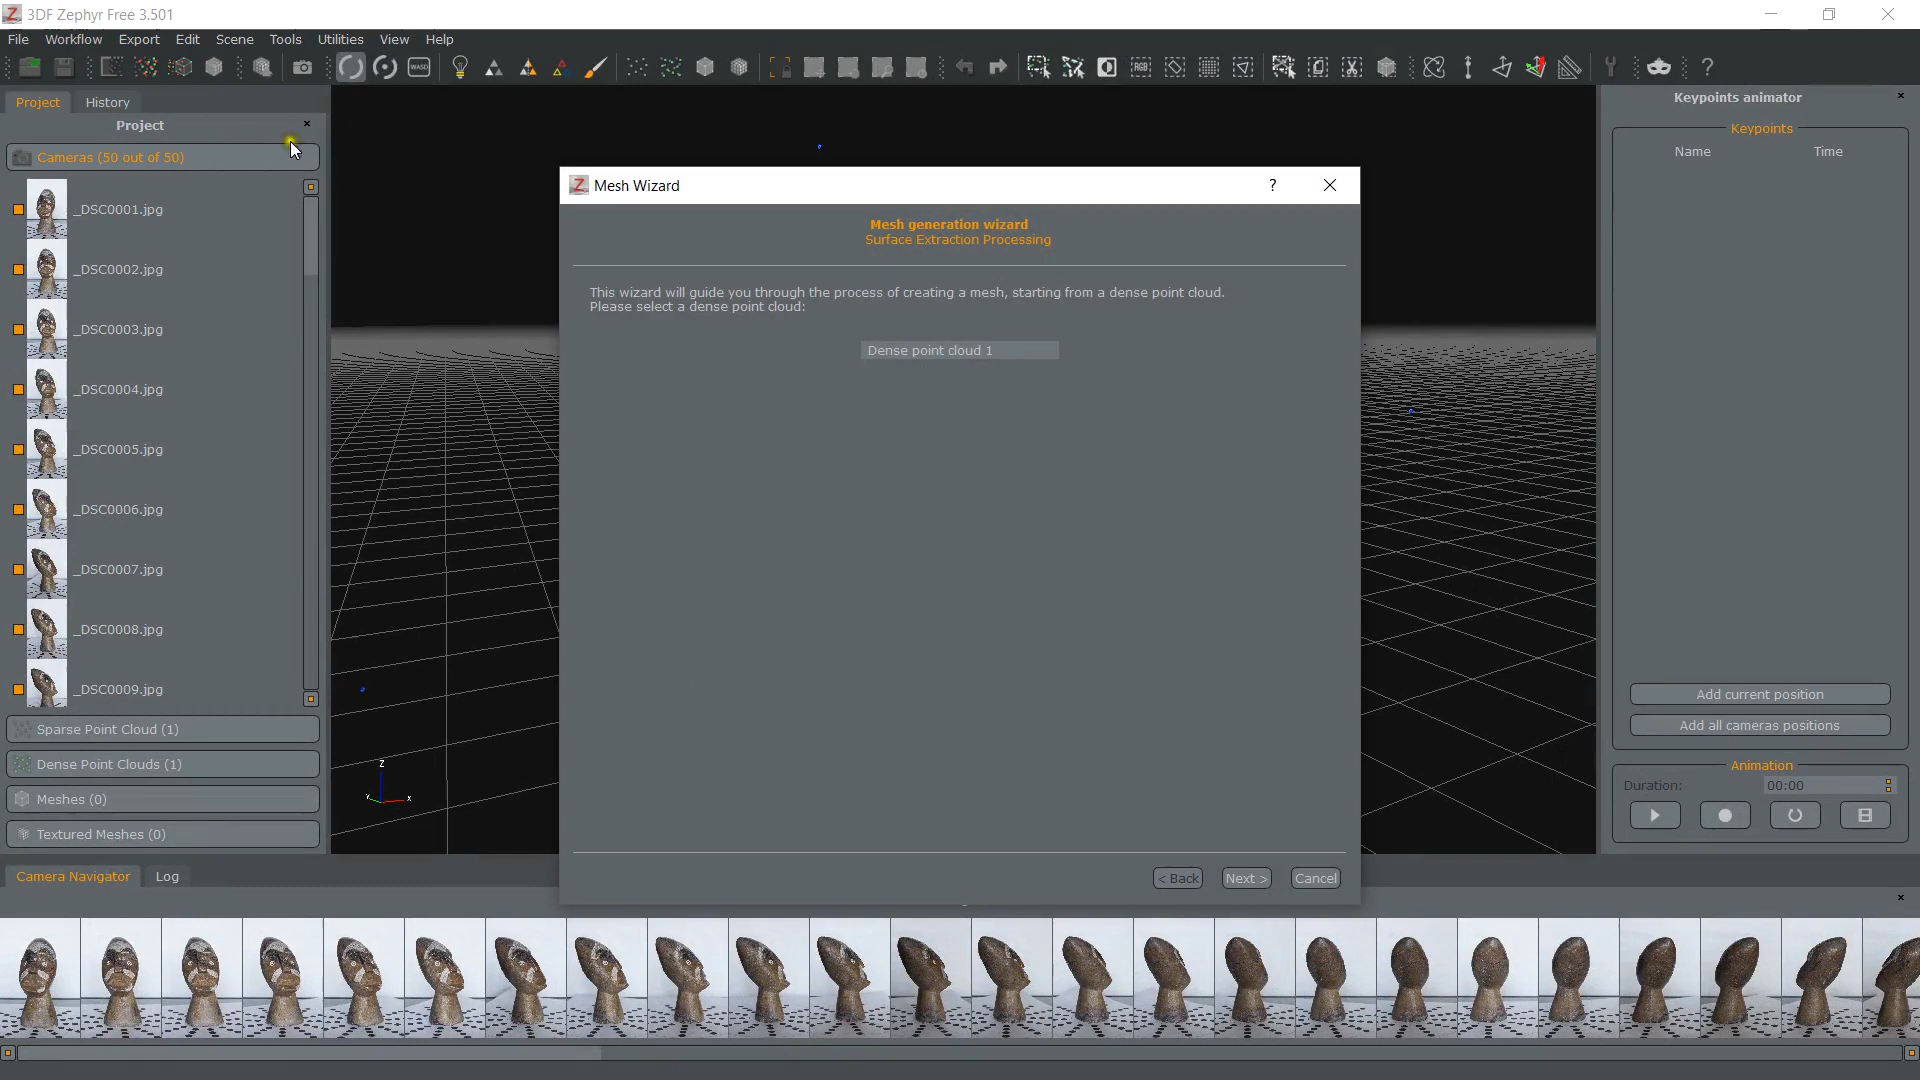 3DF Zephyr Free 3.501
File Workflow Export Edit Scene Tools Utilities View Help
WASD
RGB
Project History
Project
Cameras (50 out of 50)
_DSC0001.jpg
_DSC0002.jpg
_DSC0003.jpg
_DSC0004.jpg
_DSC0005.jpg
_DSC0006.jpg
_DSC0007.jpg
_DSC0008.jpg
_DSC0009.jpg
Sparse Point Cloud (1)
Dense Point Clouds (1)
Meshes (0)
Textured Meshes (0)
Z
Y
X
Mesh Wizard
?
Mesh generation wizard
Surface Extraction Processing
This wizard will guide you through the process of creating a mesh, starting from a dense point cloud.
Please select a dense point cloud:
Dense point cloud 1
< Back Next > Cancel
Keypoints animator
Keypoints
Name Time
Add current position
Add all cameras positions
Animation
Duration: 00:00
Camera Navigator Log